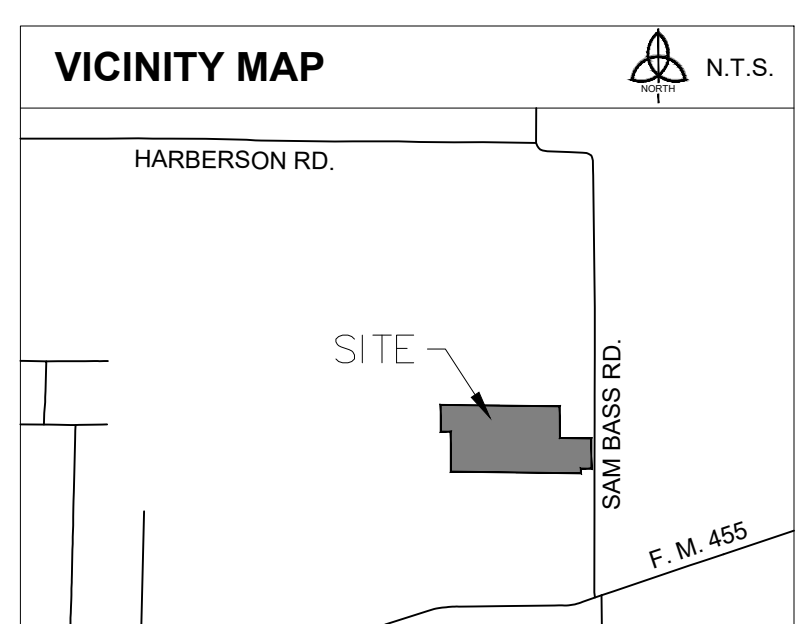 VICINITY MAP
N.T.S.
NORTH
HARBERSON RD.
SITE
SAM BASS RD.
F. M. 455